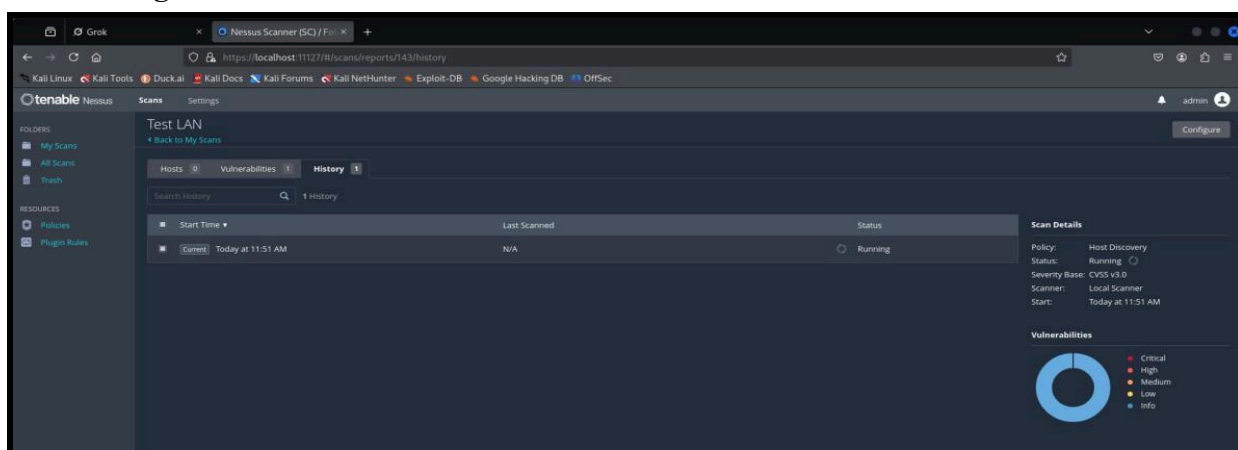 Grok
Nessus Scanner (SC) / Fol
https://localhost:11127/#/scans/reports/143/history
Kali Linux Kali Tools Duck.ai Kali Docs Kali Forums Kali NetHunter Exploit-DB Google Hacking DB OffSec
tenable Nessus Scans Settings admin
FOLDERS
My Scans
All Scans
Trash
RESOURCES
Policies
Plugin Rules
Test LAN
Back to My Scans
Configure
Hosts 0 Vulnerabilities 1 History 1
Search History 1 History
Start Time Last Scanned Status
Current Today at 11:51 AM N/A Running
Scan Details
Policy: Host Discovery
Status: Running
Severity Base: CVSS v3.0
Scanner: Local Scanner
Start: Today at 11:51 AM
Vulnerabilities
Critical
High
Medium
Low
Info